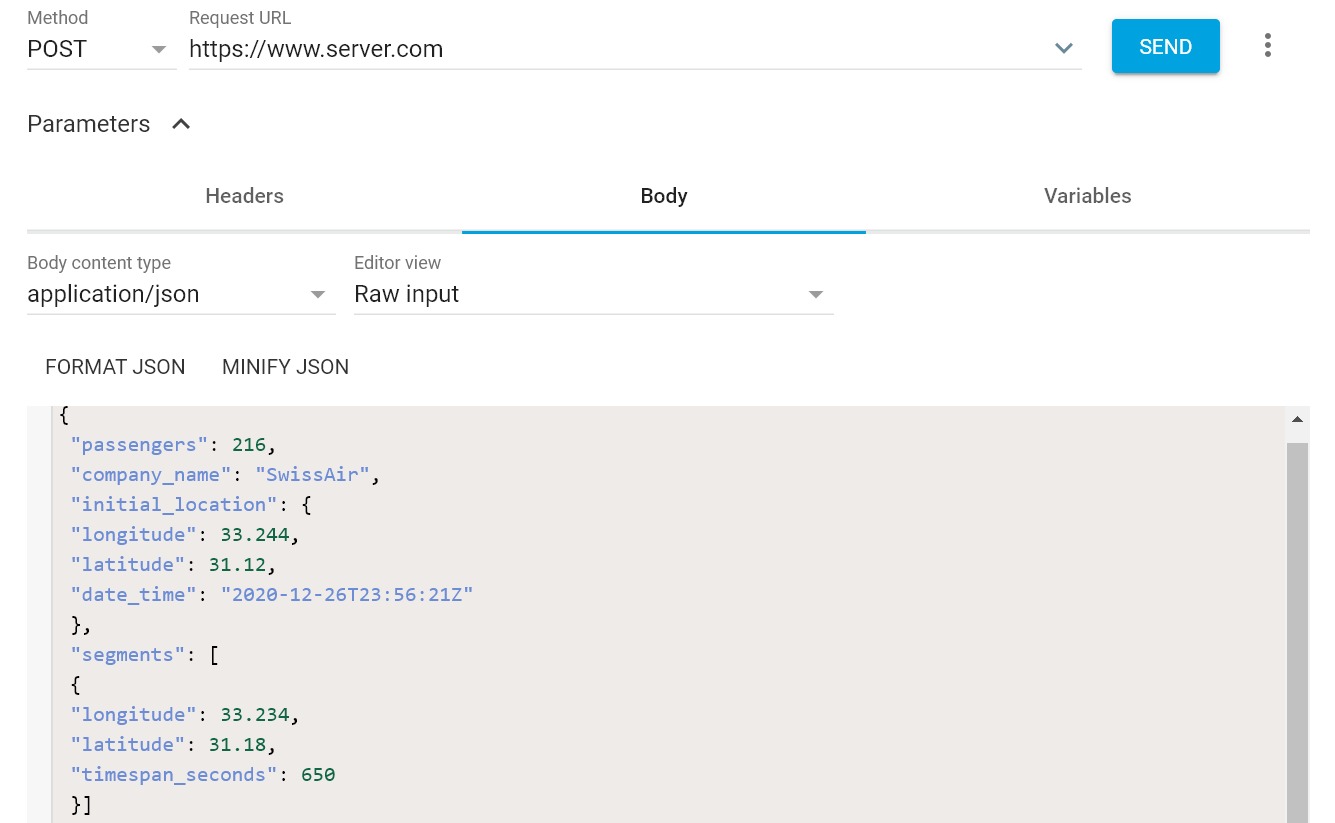 Method
Request URL
POST
https://www.server.com
SEND
Parameters
Headers
Body
Variables
Body content type
Editor view
application/json
Raw input
FORMAT JSON
MINIFY JSON
{
"passengers": 216,
"company_name": "SwissAir",
"initial_location": {
"longitude": 33.244,
"latitude": 31.12,
"date_time": "2020-12-26T23:56:21Z"
},
"segments": [
{
"longitude": 33.234,
"latitude": 31.18,
"timespan_seconds": 650
}]